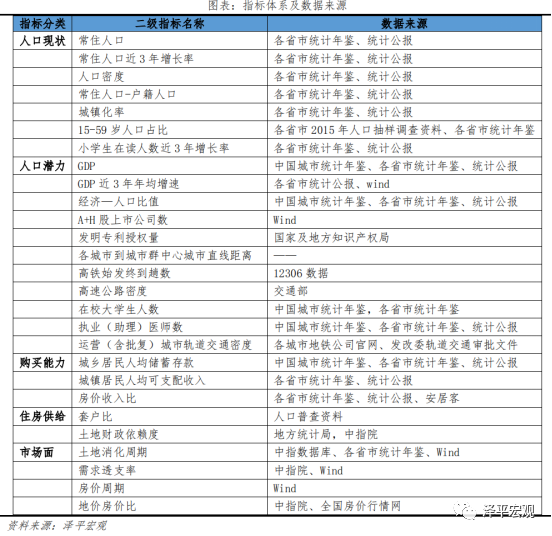 图表：指标体系及数据来源
指标分类 二级指标名称 数据来源
人口现状 常住人口 各省市统计年鉴、统计公报
常住人口近3年增长率 各省市统计年鉴、统计公报
人口密度 各省市统计年鉴、统计公报
常住人口-户籍人口 各省市统计年鉴、统计公报
城镇化率 各省市统计年鉴、统计公报
15-59岁人口占比 各省市2015年人口抽样调查资料、各省市统计年鉴
小学生在读人数近3年增长率 各省市统计年鉴、统计公报
人口潜力 GDP 中国城市统计年鉴、各省市统计年鉴、统计公报
GDP近3年年均增速 各省市统计公报、wind
经济—人口比值 中国城市统计年鉴、各省市统计年鉴、统计公报
A+H股上市公司数 Wind
发明专利授权量 国家及地方知识产权局
各城市到城市群中心城市直线距离 ——
高铁始发终到趟数 12306数据
高速公路密度 交通部
在校大学生人数 中国城市统计年鉴，各省市统计年鉴
执业（助理）医师数 中国城市统计年鉴、各省市统计年鉴、统计公报
运营（含批复）城市轨道交通密度 各城市地铁公司官网、发改委轨道交通审批文件
购买能力 城乡居民人均储蓄存款 中国城市统计年鉴、各省市统计年鉴、统计公报
城镇居民人均可支配收入 各省市统计年鉴、统计公报
房价收入比 各省市统计年鉴、统计公报、安居客
住房供给 套户比 人口普查资料
土地财政依赖度 地方统计局，中指院
市场面 土地消化周期 中指数据库、各省市统计年鉴、Wind
需求透支率 中指院、Wind
房价周期 Wind
地价房价比 中指院、全国房价行情网
泽平宏观
资料来源：泽平宏观